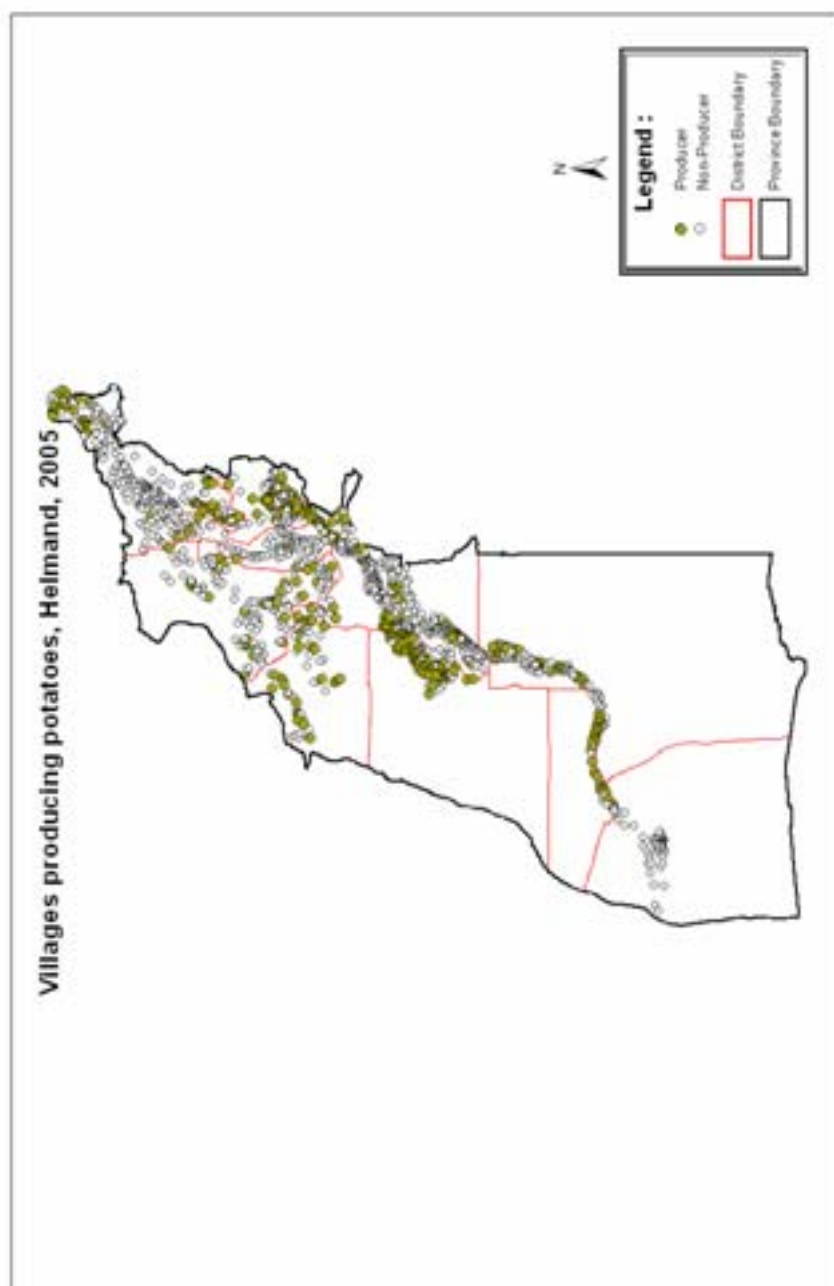 Villages producing potatoes, Helmand, 2005
N
Legend :
Producer
Non-Producer
District Boundary
Province Boundary